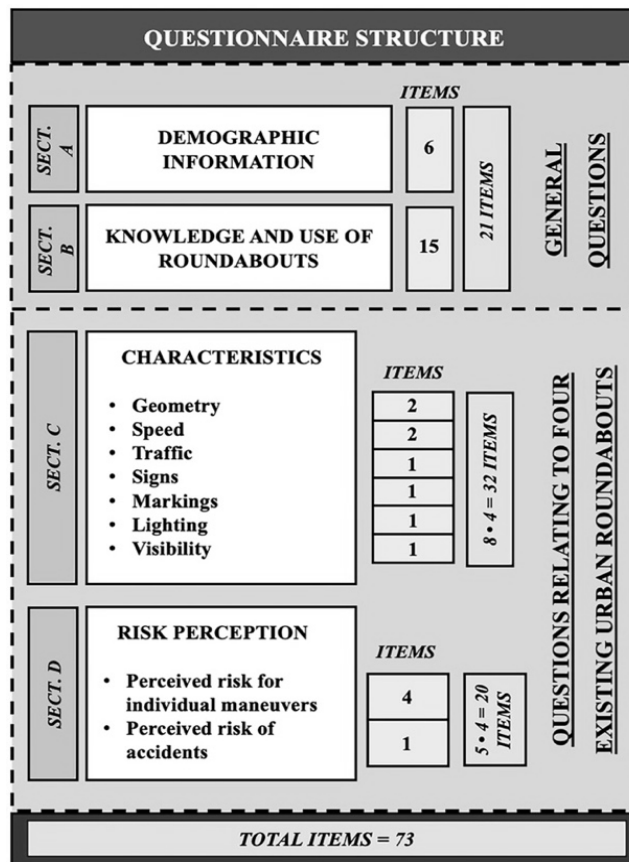 QUESTIONNAIRE STRUCTURE
ITEMS
SECT.
A
DEMOGRAPHIC
INFORMATION
6
SECT.
B
KNOWLEDGE AND USE OF
ROUNDABOUTS
15
21 ITEMS
GENERAL
QUESTIONS
SECT. C
CHARACTERISTICS
• Geometry
• Speed
• Traffic
• Signs
• Markings
• Lighting
• Visibility
ITEMS
2
2
1
1
1
1
8 • 4 = 32 ITEMS
SECT. D
RISK PERCEPTION
• Perceived risk for
individual maneuvers
• Perceived risk of
accidents
ITEMS
4
1
5 • 4 = 20
ITEMS
QUESTIONS RELATING TO FOUR
EXISTING URBAN ROUNDABOUTS
TOTAL ITEMS = 73